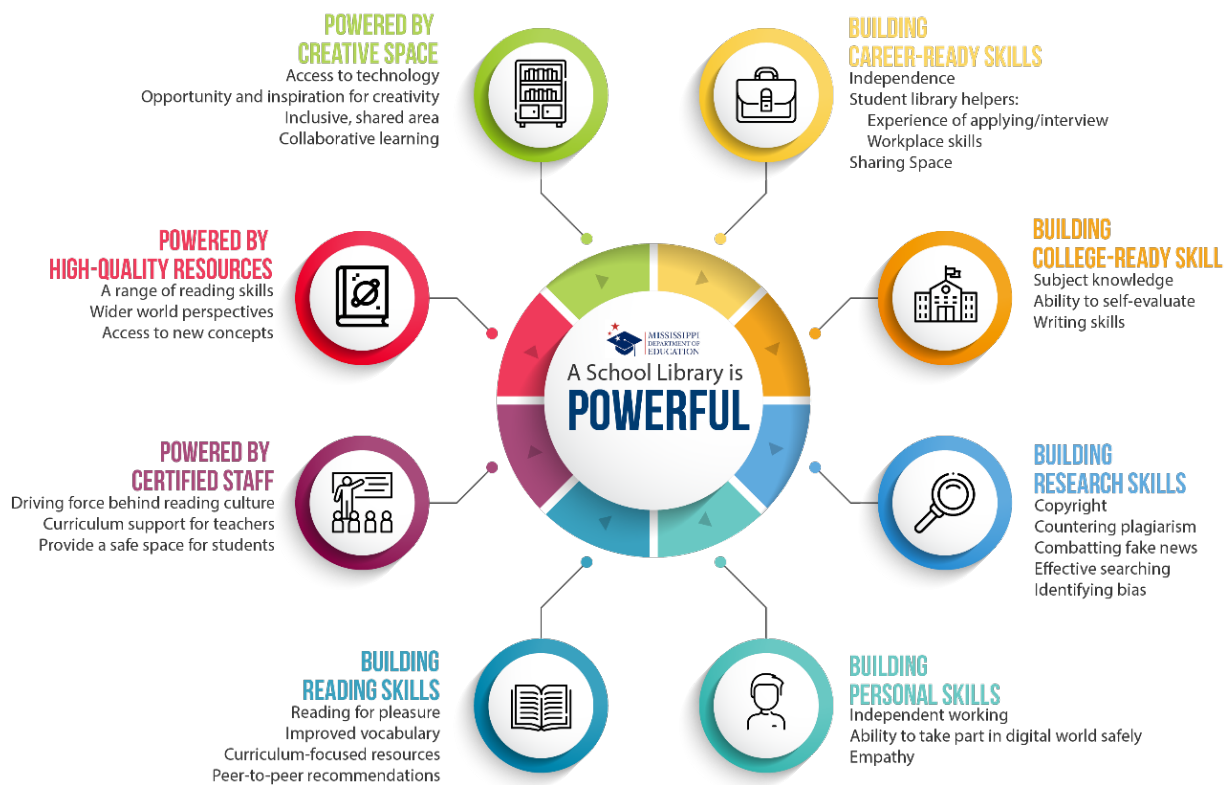 POWERED BY
CREATIVE SPACE
Access to technology
Opportunity and inspiration for creativity
Inclusive, shared area
Collaborative learning
BUILDING
CAREER-READY SKILLS
Independence
Student library helpers:
Experience of applying/interview
Workplace skills
Sharing Space
POWERED BY
HIGH-QUALITY RESOURCES
A range of reading skills
Wider world perspectives
Access to new concepts
BUILDING
COLLEGE-READY SKILL
Subject knowledge
Ability to self-evaluate
Writing skills
MISSISSIPPI
DEPARTMENT OF
EDUCATION
A School Library is
POWERFUL
POWERED BY
CERTIFIED STAFF
Driving force behind reading culture
Curriculum support for teachers
Provide a safe space for students
BUILDING
RESEARCH SKILLS
Copyright
Countering plagiarism
Combatting fake news
Effective searching
Identifying bias
BUILDING
READING SKILLS
Reading for pleasure
Improved vocabulary
Curriculum-focused resources
Peer-to-peer recommendations
BUILDING
PERSONAL SKILLS
Independent working
Ability to take part in digital world safely
Empathy